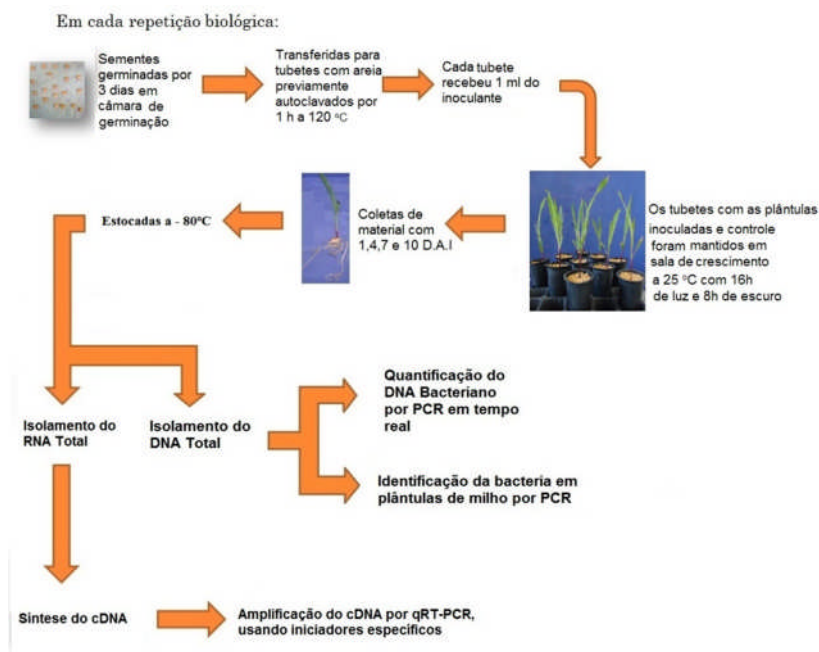 Em cada repetição biológica:
Sementes
germinadas por
3 dias em
câmara de
germinação
Transferidas para
tubetes com areia
previamente
autoclavados por
1 h a 120 ºC
Cada tubete
recebeu 1 ml do
inoculante
Os tubetes com as plântulas
inoculadas e controle
foram mantidos em
sala de crescimento
a 25 ºC com 16h
de luz e 8h de escuro
Coletas de
material com
1,4,7 e 10 D.A.I
Estocadas a - 80ºC
Isolamento do
RNA Total
Isolamento do
DNA Total
Quantificação do
DNA Bacteriano
por PCR em tempo
real
Identificação da bacteria em
plântulas de milho por PCR
Síntese do cDNA
Amplificação do cDNA por qRT-PCR,
usando iniciadores específicos